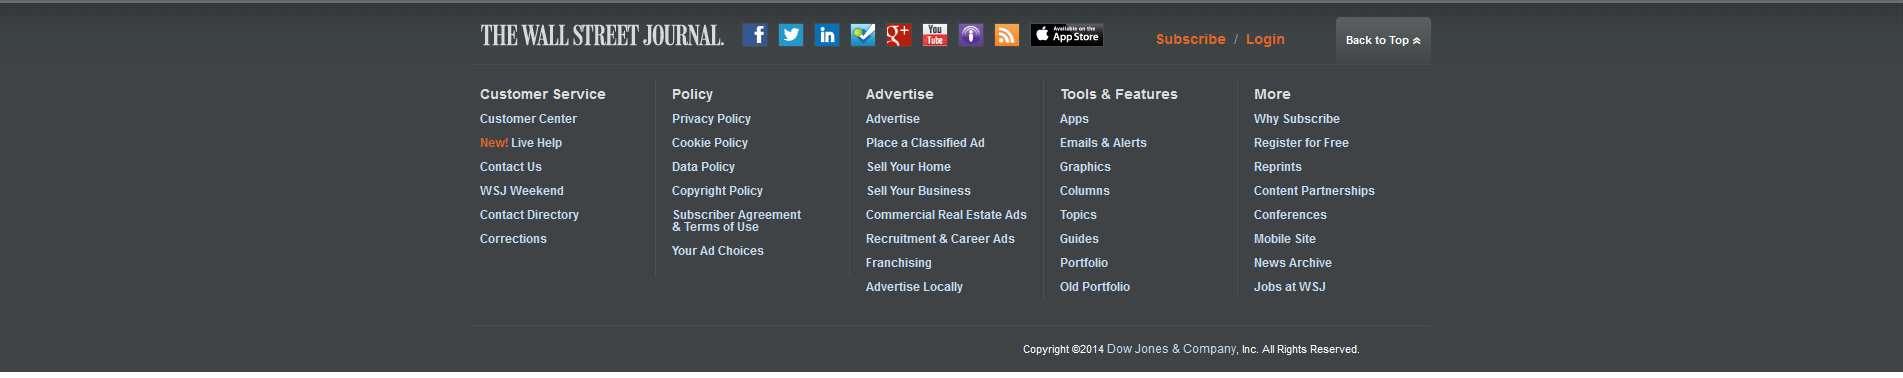 THE WALL STREET JOURNAL.
f
in
g+
You
Tube
Available on the
App Store
Subscribe / Login
Back to Top
Customer Service
Customer Center
New! Live Help
Contact Us
WSJ Weekend
Contact Directory
Corrections
Policy
Privacy Policy
Cookie Policy
Data Policy
Copyright Policy
Subscriber Agreement
& Terms of Use
Your Ad Choices
Advertise
Advertise
Place a Classified Ad
Sell Your Home
Sell Your Business
Commercial Real Estate Ads
Recruitment & Career Ads
Franchising
Advertise Locally
Tools & Features
Apps
Emails & Alerts
Graphics
Columns
Topics
Guides
Portfolio
Old Portfolio
More
Why Subscribe
Register for Free
Reprints
Content Partnerships
Conferences
Mobile Site
News Archive
Jobs at WSJ
Copyright ©2014 Dow Jones & Company, Inc. All Rights Reserved.